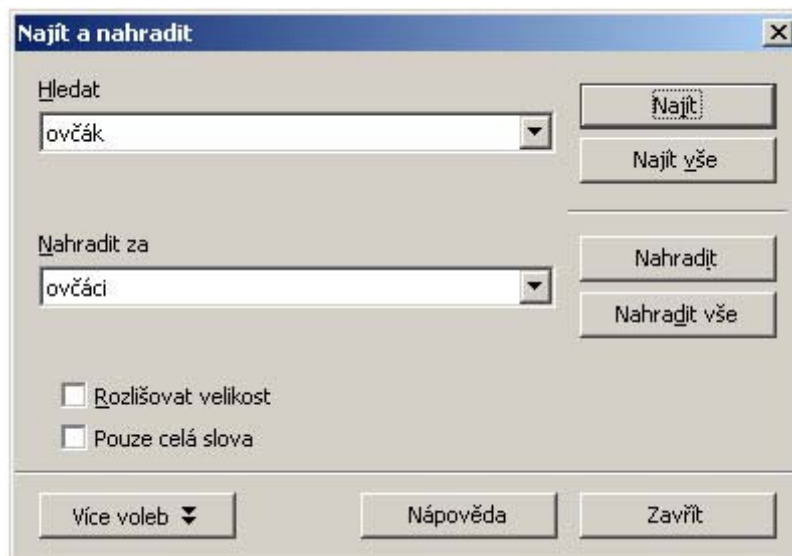 Najít a nahradit
Hledat
ovčák
Najít
Najít vše
Nahradit za
ovčáci
Nahradit
Nahradit vše
Rozlišovat velikost
Pouze celá slova
Více voleb
Nápověda
Zavřít